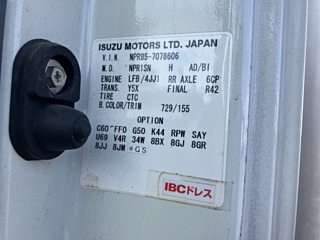 ISUZU MOTORS LTD. JAPAN
V.I.N. NPR85-7078606
M.O. NPR1SN H AD/BI
ENGINE LFB/4JJ1 RR AXLE 6CP
TRANS. Y5X FINAL R42
TIRE CTC
B.COLOR/TRIM 729/155
OPTION
C60~FF0 G50 K44 RPW SAY
U69 V4R 34W 8BX 8GJ 8GR
8JJ 8JM *GS
IBCドレス